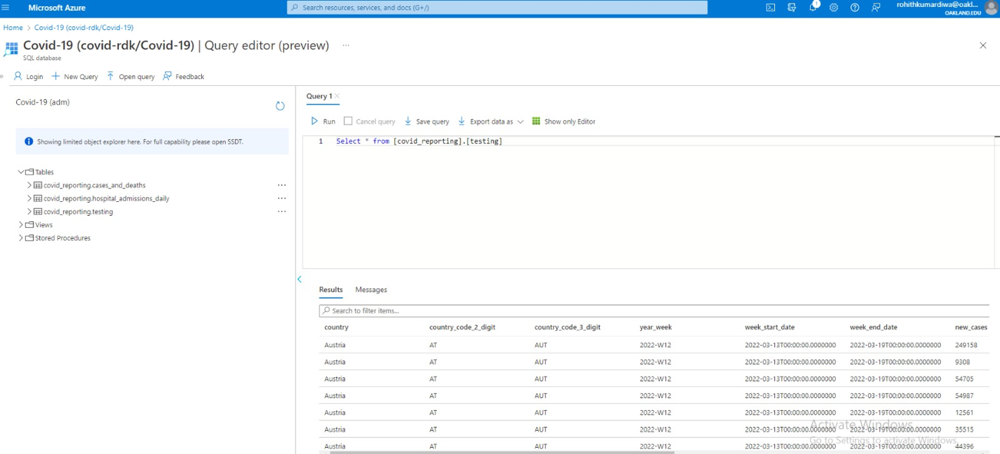 Microsoft Azure
Search resources, services, and docs (G+/)
1
rohithkumardiwa@oakl...
OAKLAND.EDU
Home > Covid-19 (covid-rdk/Covid-19)
Covid-19 (covid-rdk/Covid-19) | Query editor (preview) ...
SQL database
Login New Query Open query Feedback
Covid-19 (adm)
Showing limited object explorer here. For full capability please open SSDT.
Tables
covid_reporting.cases_and_deaths ...
covid_reporting.hospital_admissions_daily ...
covid_reporting.testing ...
Views
Stored Procedures
Query 1
Run Cancel query Save query Export data as Show only Editor
1 Select * from [covid_reporting].[testing]
Results Messages
Search to filter items...
country country_code_2_digit country_code_3_digit year_week week_start_date week_end_date new_cases
Austria AT AUT 2022-W12 2022-03-13T00:00:00.0000000 2022-03-19T00:00:00.0000000 249158
Austria AT AUT 2022-W12 2022-03-13T00:00:00.0000000 2022-03-19T00:00:00.0000000 9308
Austria AT AUT 2022-W12 2022-03-13T00:00:00.0000000 2022-03-19T00:00:00.0000000 54705
Austria AT AUT 2022-W12 2022-03-13T00:00:00.0000000 2022-03-19T00:00:00.0000000 54987
Austria AT AUT 2022-W12 2022-03-13T00:00:00.0000000 2022-03-19T00:00:00.0000000 12561
Austria AT AUT 2022-W12 2022-03-13T00:00:00.0000000 2022-03-19T00:00:00.0000000 35515
Austria AT AUT 2022-W12 2022-03-13T00:00:00.0000000 2022-03-19T00:00:00.0000000 44396
Activate Windows
Go to Settings to activate Windows.